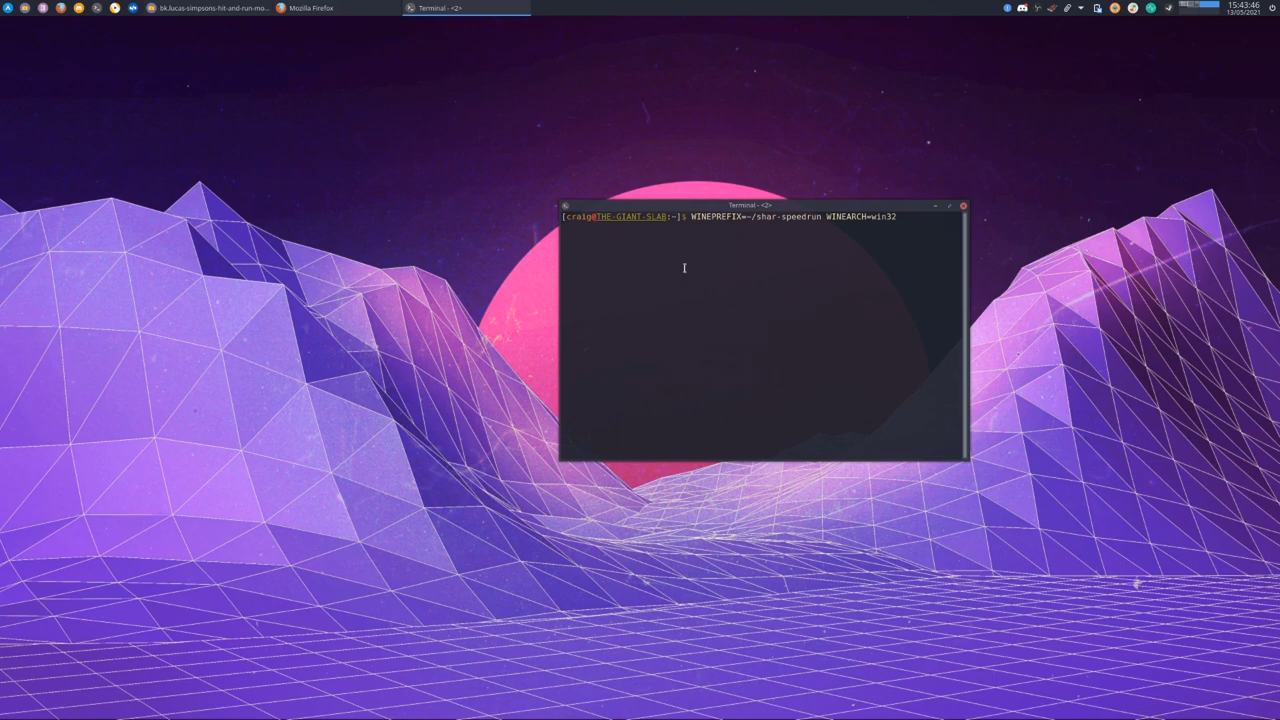 bk.lucas-simpsons-hit-and-run-mo...
Mozilla Firefox
Terminal - <2>
15:43:46
13/05/2021
Terminal - <2>
[craig@THE-GIANT-SLAB:~]$ WINEPREFIX=~/shar-speedrun WINEARCH=win32